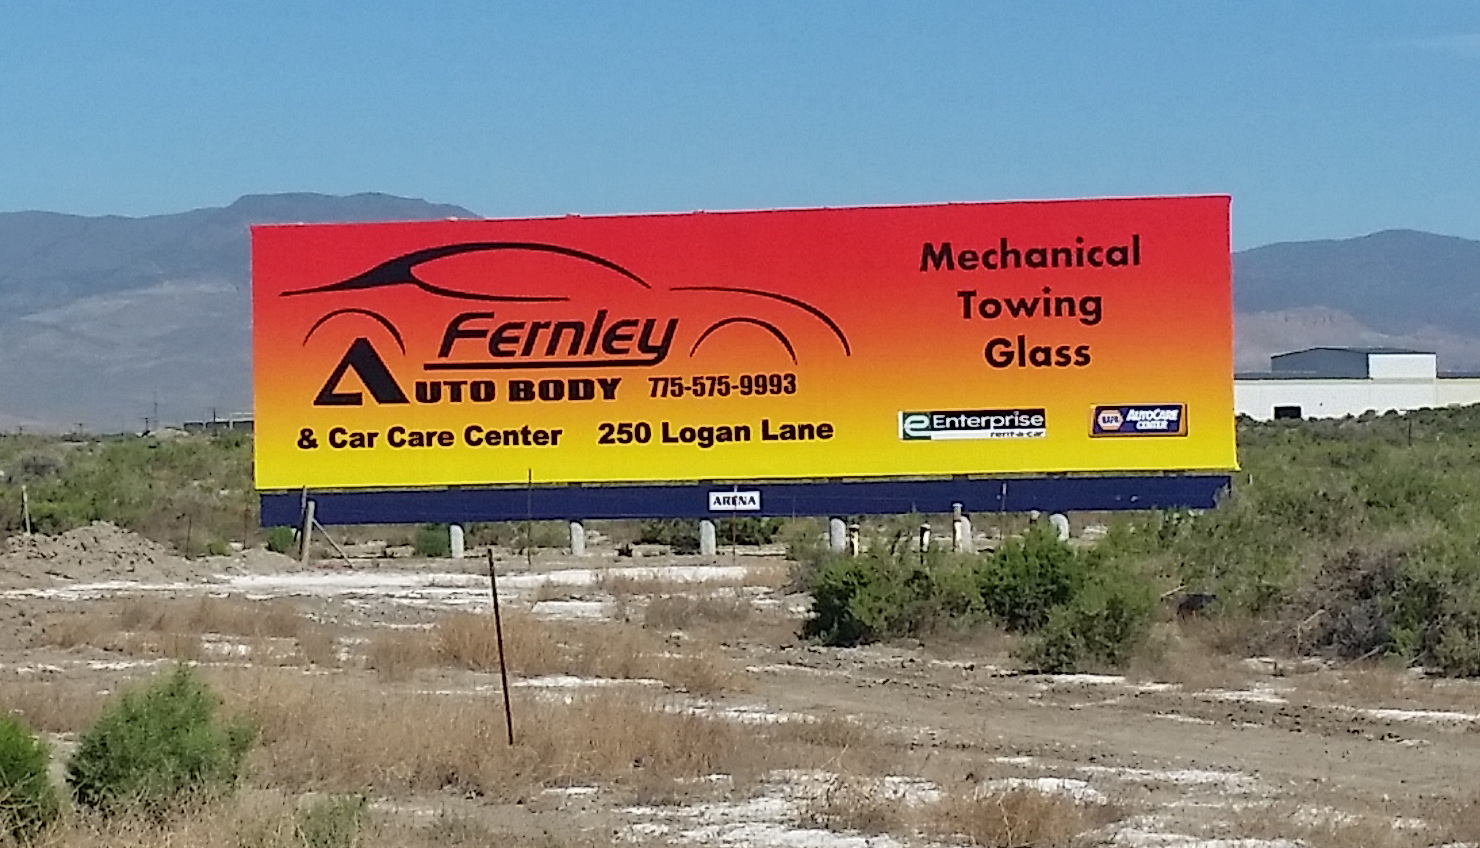 Fernley
AUTO BODY 775-575-9993
& Car Care Center 250 Logan Lane
Mechanical
Towing
Glass
e Enterprise
rent-a-car
NAPA AUTOCARE
CENTER
ARENA